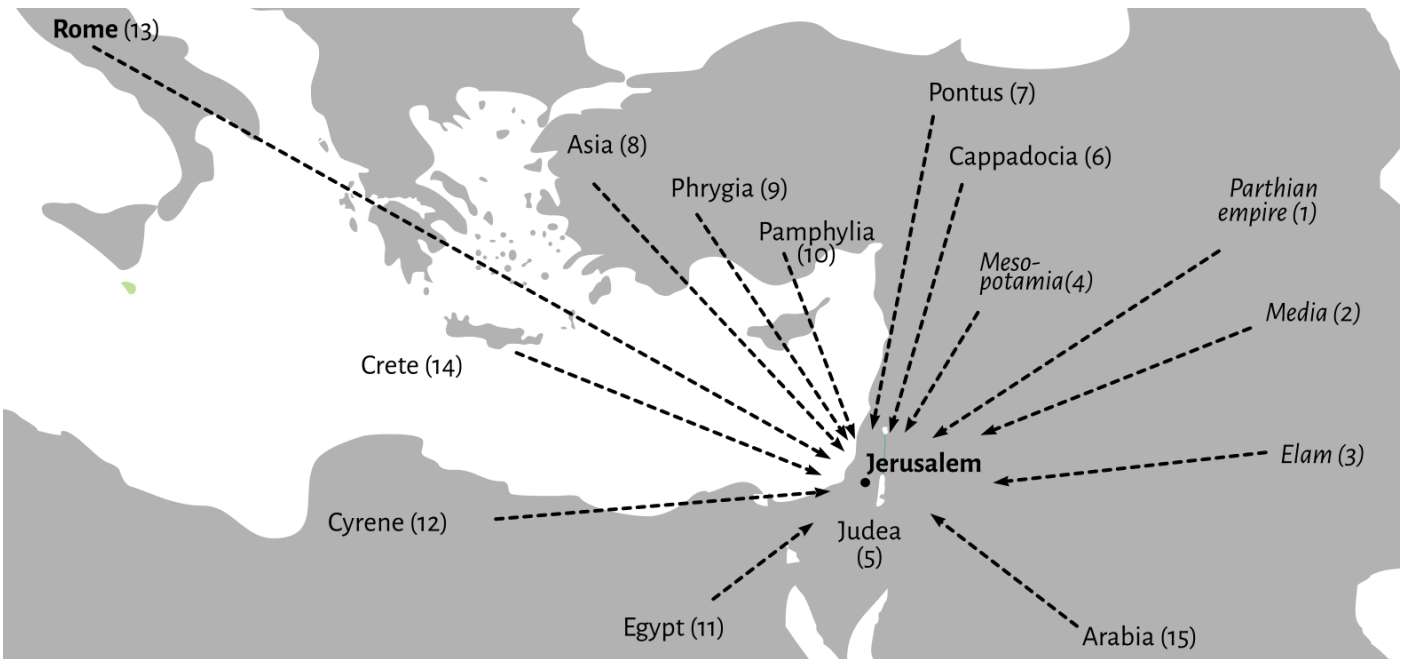 Rome (13)
Pontus (7)
Asia (8)
Cappadocia (6)
Phrygia (9)
Parthian
empire (1)
Pamphylia
(10)
Meso-
potamia(4)
Media (2)
Crete (14)
Elam (3)
Jerusalem
Cyrene (12)
Judea
(5)
Egypt (11)
Arabia (15)